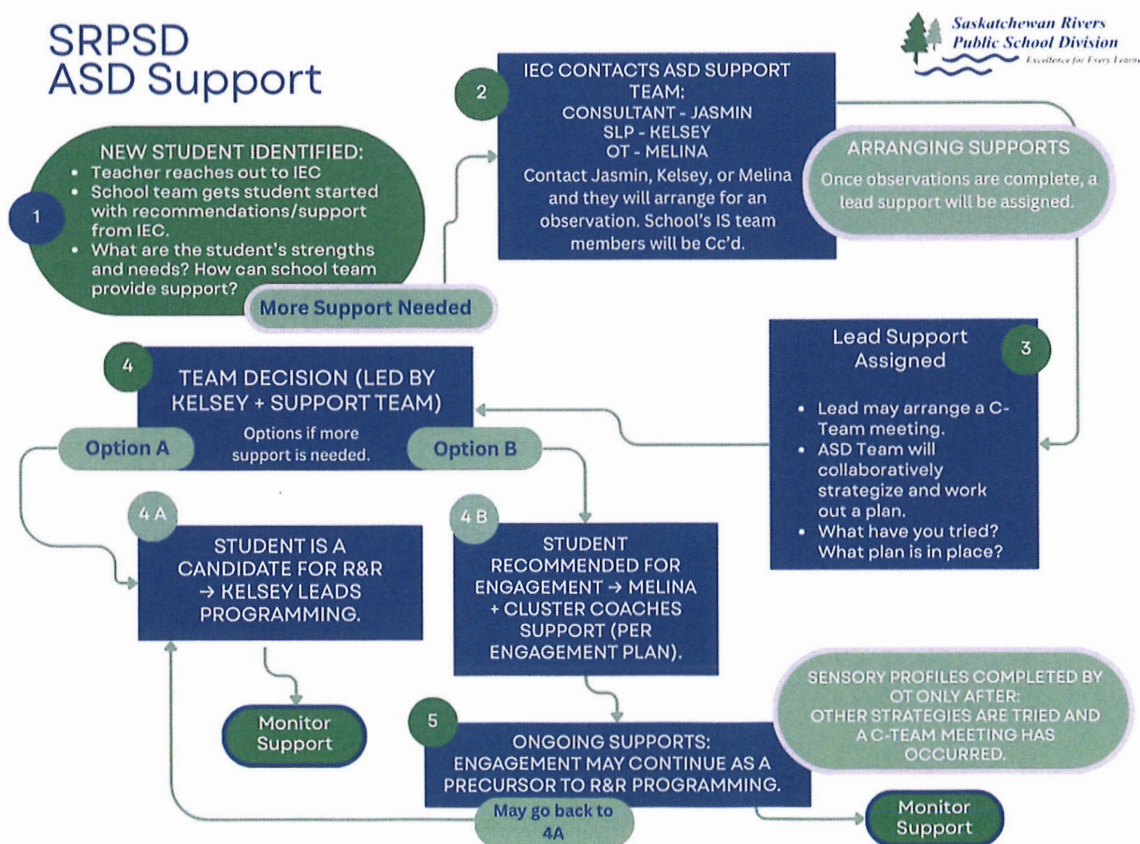 SRPSD
ASD Support
Saskatchewan Rivers
Public School Division
Excellence for Every Learner
1
NEW STUDENT IDENTIFIED:
• Teacher reaches out to IEC
• School team gets student started
with recommendations/support
from IEC.
• What are the student's strengths
and needs? How can school team
provide support?
More Support Needed
2
IEC CONTACTS ASD SUPPORT
TEAM:
CONSULTANT - JASMIN
SLP - KELSEY
OT - MELINA
Contact Jasmin, Kelsey, or Melina
and they will arrange for an
observation. School's IS team
members will be Cc'd.
ARRANGING SUPPORTS
Once observations are complete, a
lead support will be assigned.
3
Lead Support
Assigned
• Lead may arrange a C-
Team meeting.
• ASD Team will
collaboratively
strategize and work
out a plan.
• What have you tried?
What plan is in place?
4
TEAM DECISION (LED BY
KELSEY + SUPPORT TEAM)
Options if more
support is needed.
Option A
Option B
4 A
STUDENT IS A
CANDIDATE FOR R&R
→ KELSEY LEADS
PROGRAMMING.
Monitor
Support
4 B
STUDENT
RECOMMENDED FOR
ENGAGEMENT → MELINA
+ CLUSTER COACHES
SUPPORT (PER
ENGAGEMENT PLAN).
5
ONGOING SUPPORTS:
ENGAGEMENT MAY CONTINUE AS A
PRECURSOR TO R&R PROGRAMMING.
May go back to
4A
SENSORY PROFILES COMPLETED BY
OT ONLY AFTER:
OTHER STRATEGIES ARE TRIED AND
A C-TEAM MEETING HAS
OCCURRED.
Monitor
Support